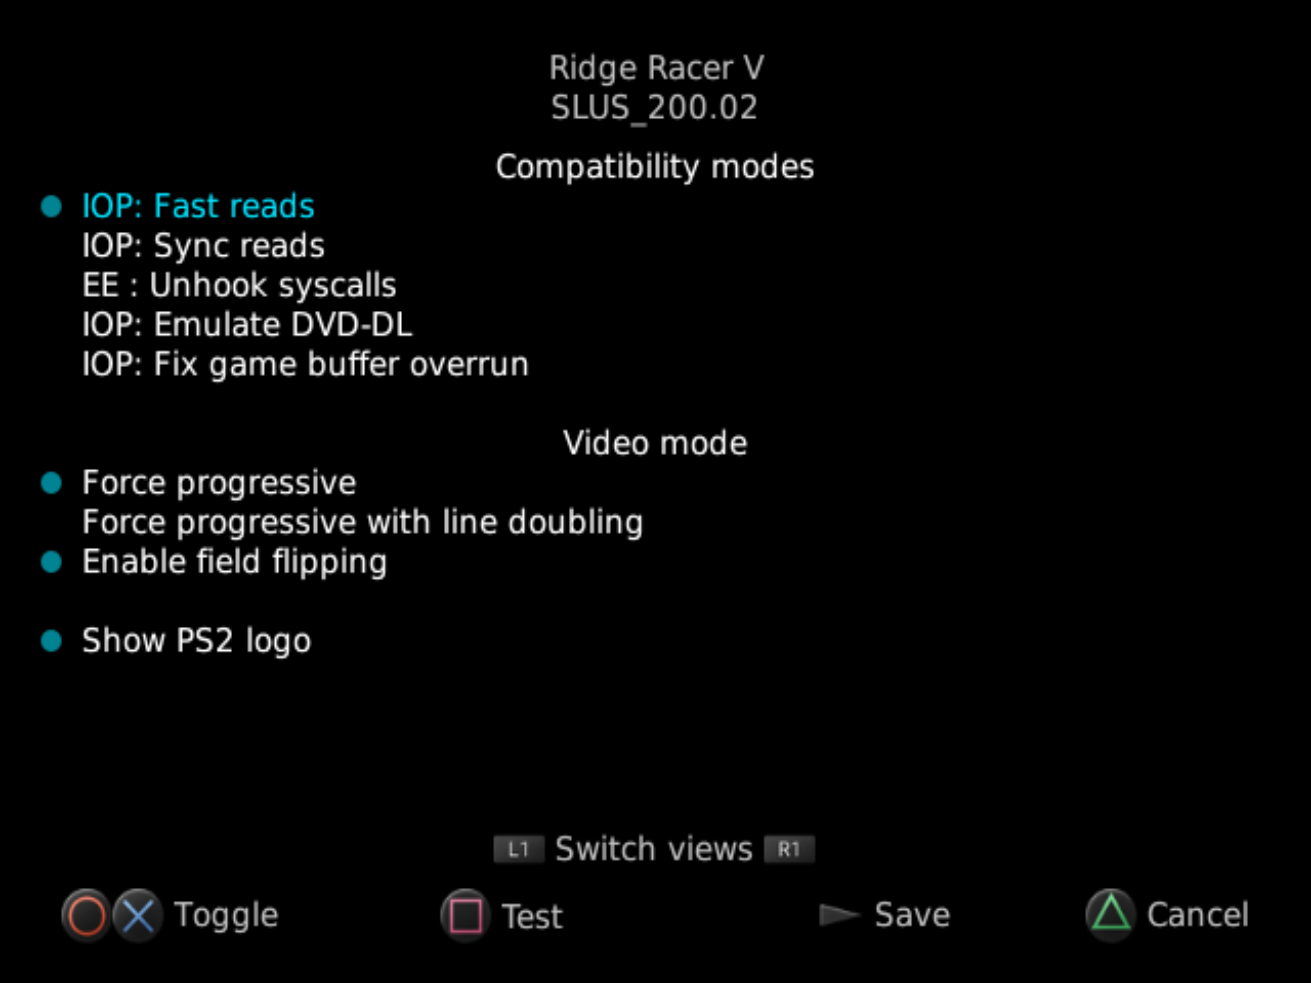 Ridge Racer V
SLUS_200.02
Compatibility modes
IOP: Fast reads
IOP: Sync reads
EE : Unhook syscalls
IOP: Emulate DVD-DL
IOP: Fix game buffer overrun
Video mode
Force progressive
Force progressive with line doubling
Enable field flipping
Show PS2 logo
L1 Switch views R1
Toggle Test Save Cancel